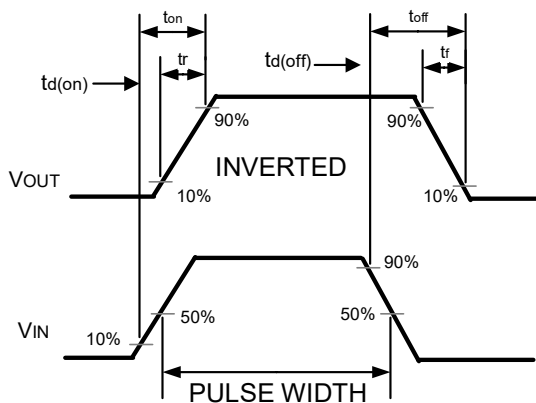 ton
toff
tr
td(off)
tf
td(on)
90%
90%
INVERTED
VOUT
10%
10%
90%
50%
50%
VIN
10%
PULSE WIDTH